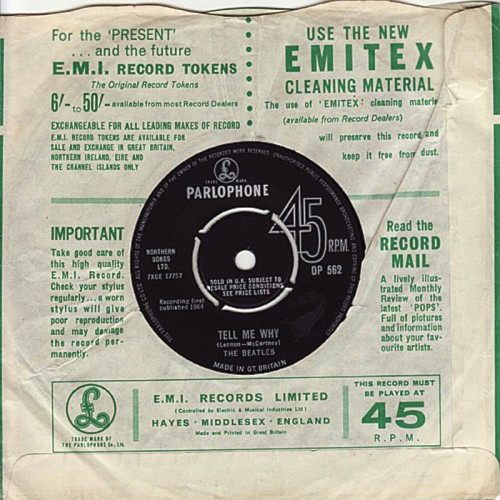 For the 'PRESENT'
... and the future
E.M.I. RECORD TOKENS
The Original Record Tokens
6/- to 50/- available from most Record Dealers
EXCHANGEABLE FOR ALL LEADING MAKES OF RECORD
E.M.I. RECORD TOKENS ARE AVAILABLE FOR
SALE AND EXCHANGE IN GREAT BRITAIN,
NORTHERN IRELAND, EIRE AND
THE CHANNEL ISLANDS ONLY
USE THE NEW
EMITEX
CLEANING MATERIAL
The use of 'EMITEX' cleaning materia
(available from Record Dealers)
will preserve this record and
keep it free from dust.
IMPORTANT
Take good care of
this high quality
E.M.I. Record.
Check your stylus
regularly...a worn
stylus will give
poor reproduction
and may damage
the record per-
manently.
TRADE MARK
PARLOPHONE
45
R.P.M.
DP 562
NORTHERN
SONGS
LTD.
7XCE 17757
SOLD IN U.K. SUBJECT TO
RESALE PRICE CONDITIONS,
SEE PRICE LISTS
Recording first
published 1964
TELL ME WHY
(Lennon—McCartney)
THE BEATLES
MADE IN GT. BRITAIN
Read the
RECORD
MAIL
A lively illus-
trated Monthly
Review of the
latest 'POPS'.
Full of pictures
and information
about your fav-
ourite artists.
£
TRADE MARK OF
THE PARLOPHONE Co. Ltd.
E.M.I. RECORDS LIMITED
(Controlled by Electric & Musical Industries Ltd)
HAYES · MIDDLESEX · ENGLAND
Made and Printed in Great Britain
THIS RECORD MUST
BE PLAYED AT
45
R.P.M.